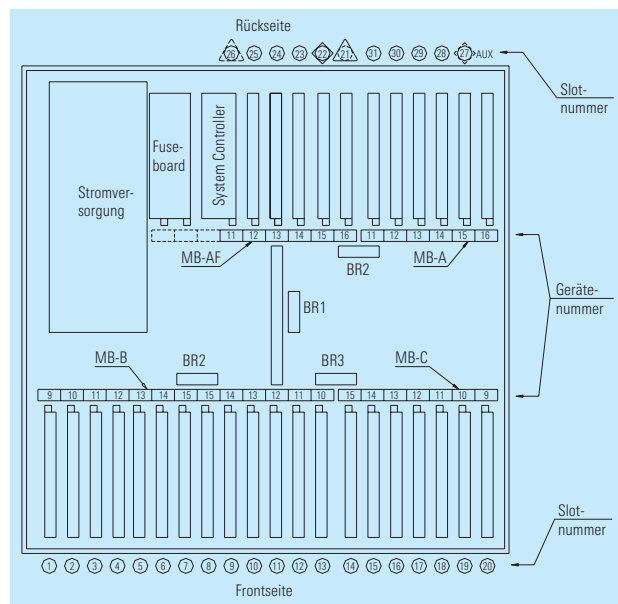 Rückseite
26 25 24 23 22 21 31 30 29 28 27 AUX
Slot-
nummer
Stromver-
sorgung
Fuse-
board
System Controller
11 12 13 14 15 16 11 12 13 14 15 16
MB-AF
BR2
MB-A
Geräte-
nummer
BR1
MB-B
BR2
BR3
MB-C
9 10 11 12 13 14 15 15 14 13 12 11 10 15 14 13 12 11 10 9
Slot-
nummer
1 2 3 4 5 6 7 8 9 10 11 12 13 14 15 16 17 18 19 20
Frontseite